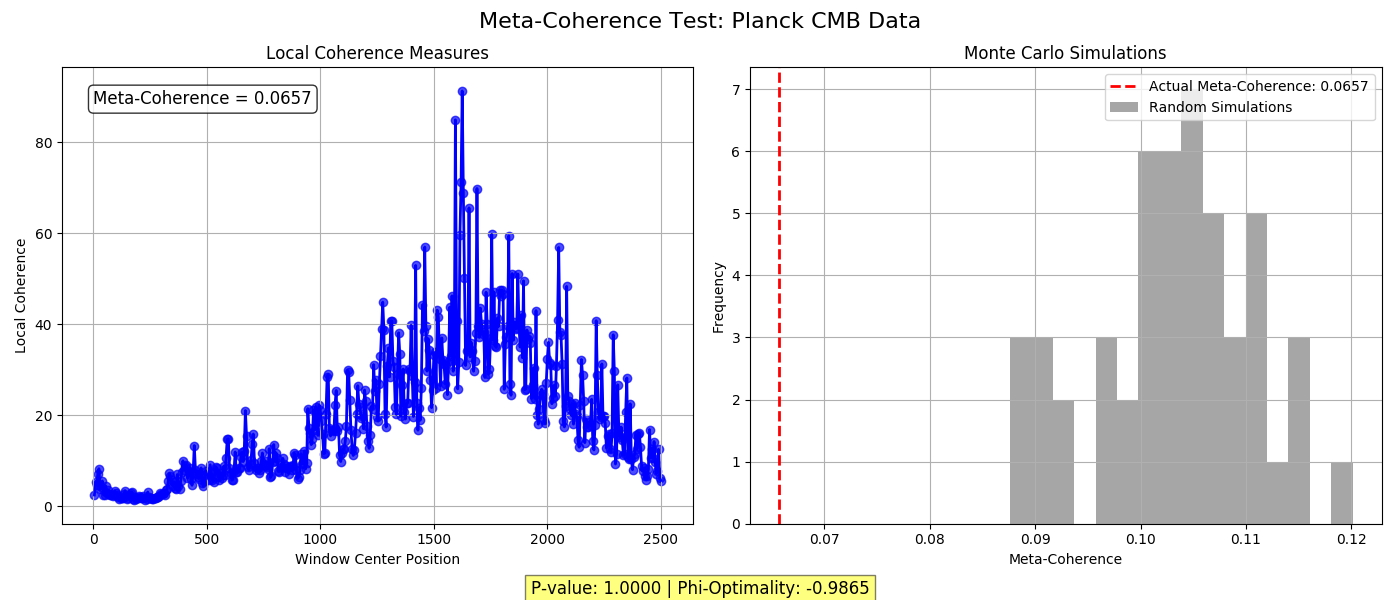 Meta-Coherence Test: Planck CMB Data
Local Coherence Measures
Meta-Coherence = 0.0657
Local Coherence
80
60
40
20
0
0 500 1000 1500 2000 2500
Window Center Position
Monte Carlo Simulations
Actual Meta-Coherence: 0.0657
Random Simulations
Frequency
7
6
5
4
3
2
1
0
0.07 0.08 0.09 0.10 0.11 0.12
Meta-Coherence
P-value: 1.0000 | Phi-Optimality: -0.9865